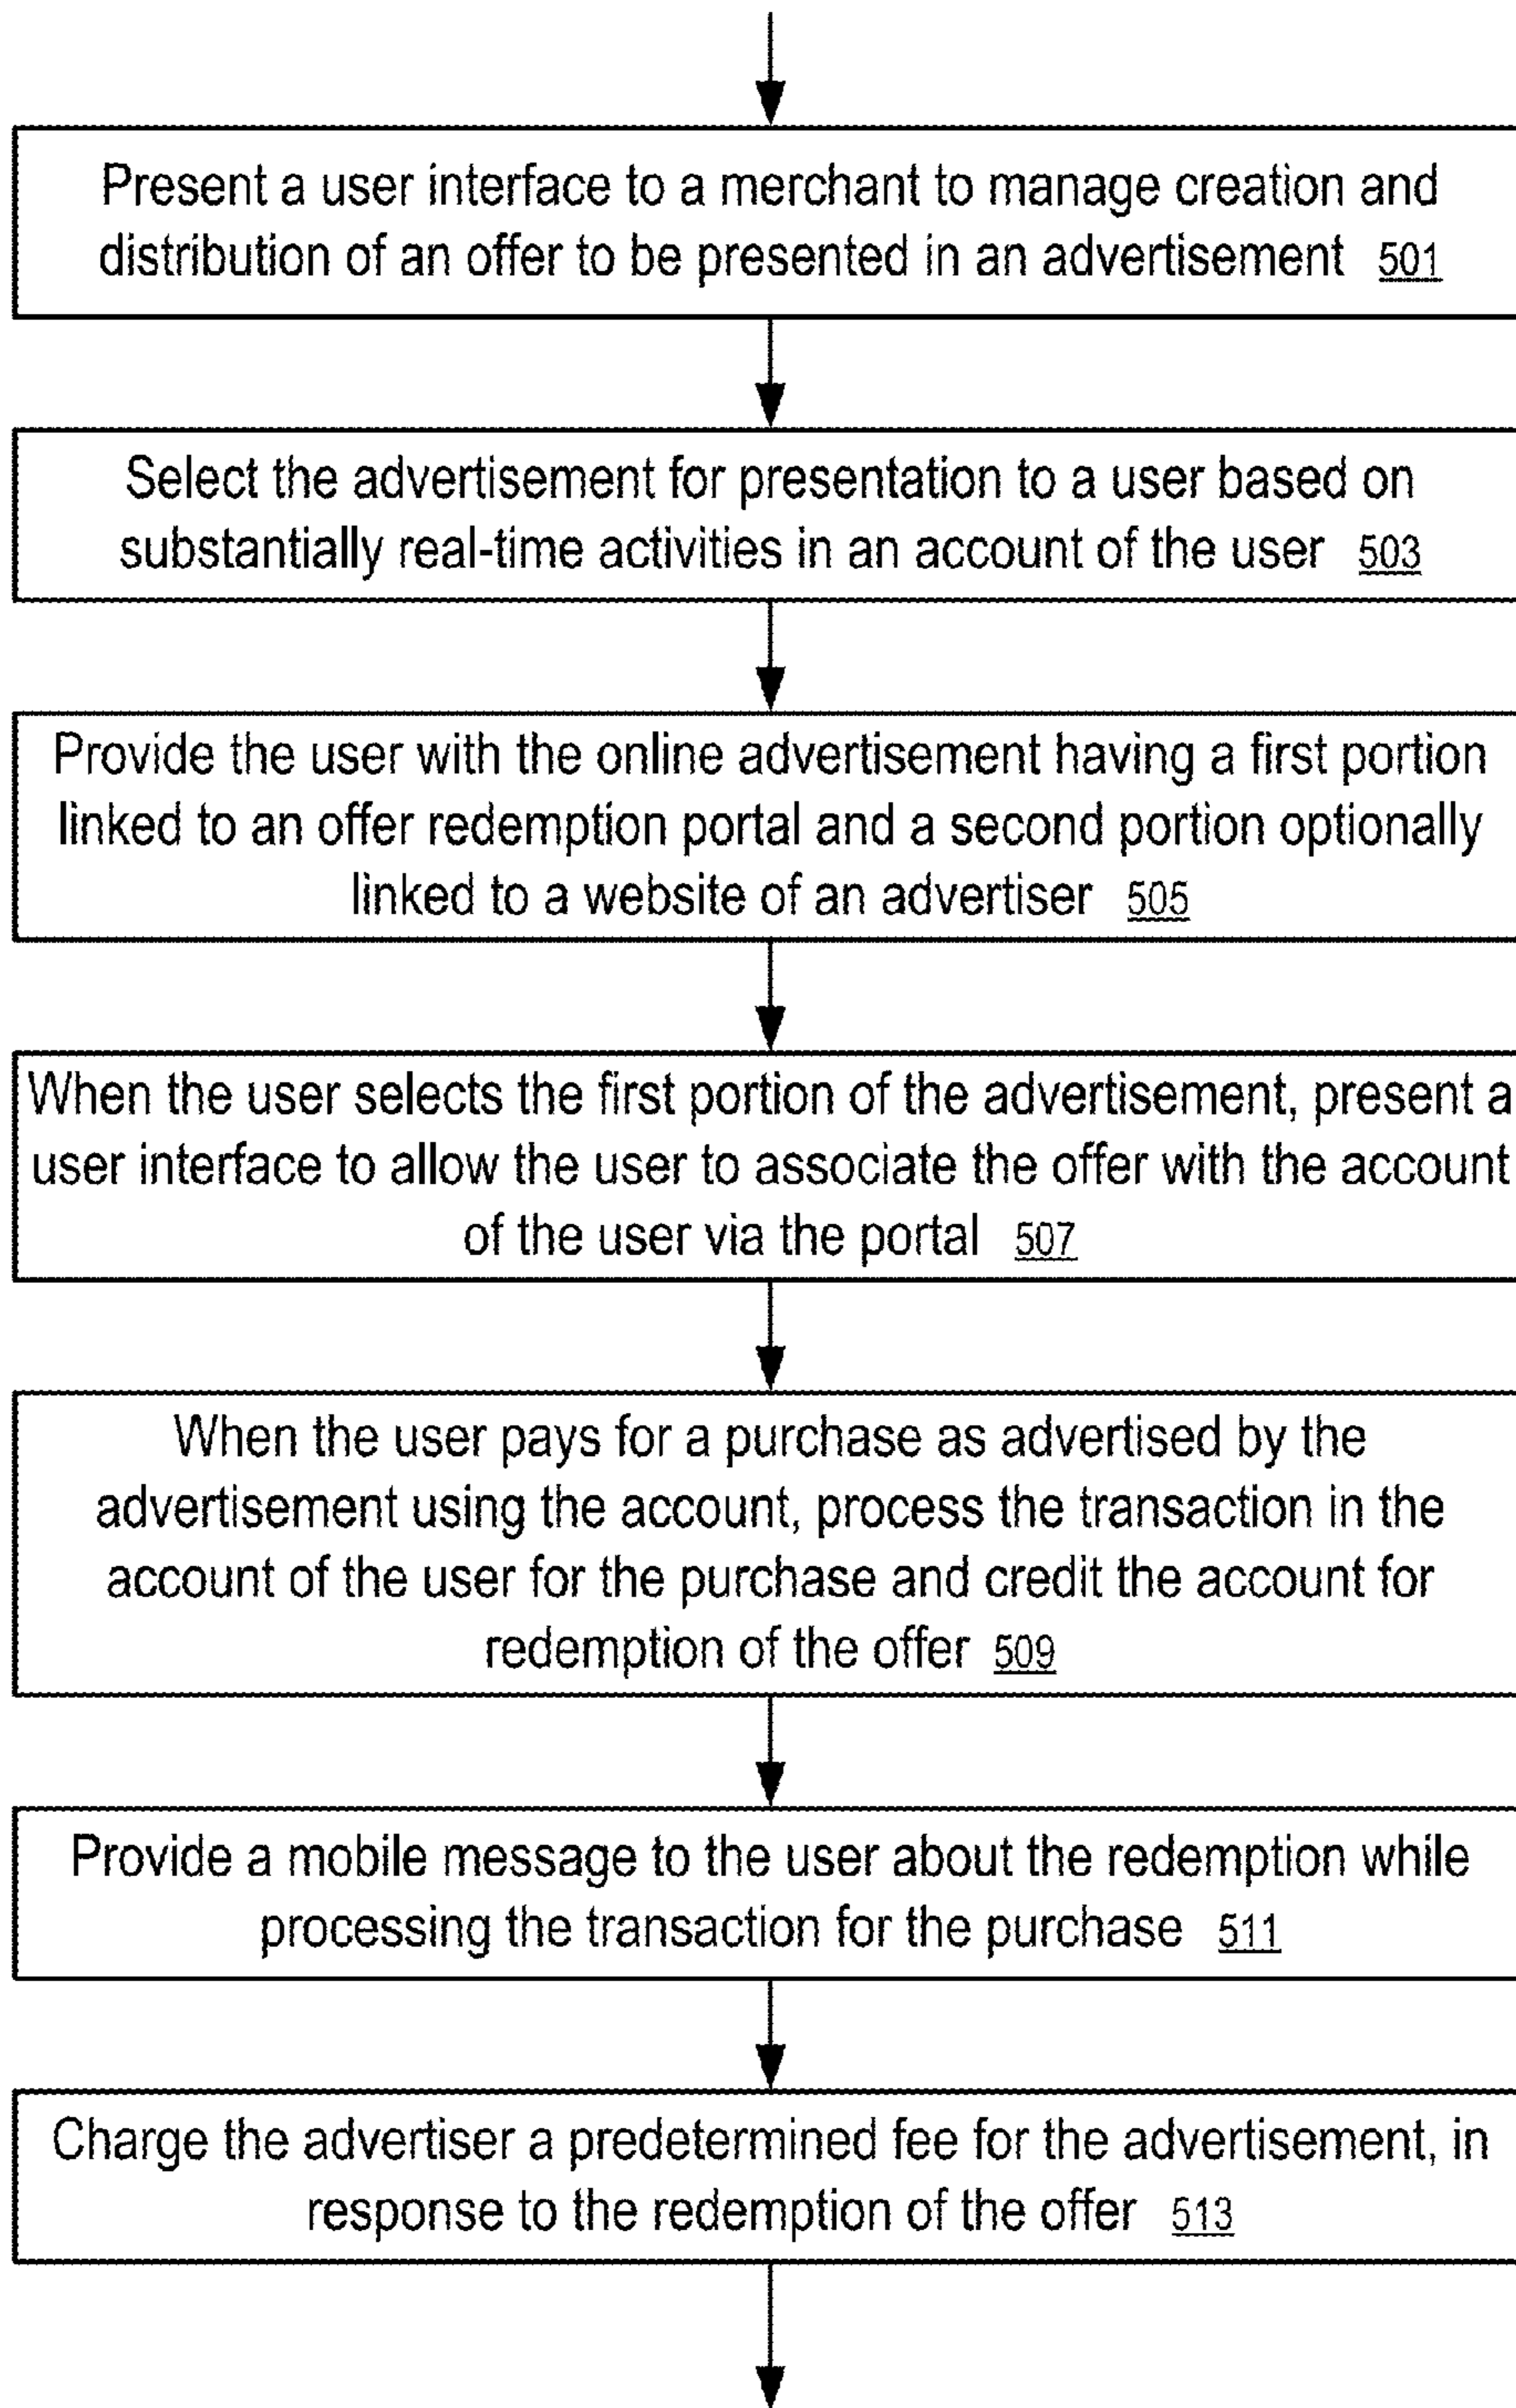 Present a user interface to a merchant to manage creation and
distribution of an offer to be presented in an advertisement 501
Select the advertisement for presentation to a user based on
substantially real-time activities in an account of the user 503
Provide the user with the online advertisement having a first portion
linked to an offer redemption portal and a second portion optionally
linked to a website of an advertiser 505
When the user selects the first portion of the advertisement, present a
user interface to allow the user to associate the offer with the account
of the user via the portal 507
When the user pays for a purchase as advertised by the
advertisement using the account, process the transaction in the
account of the user for the purchase and credit the account for
redemption of the offer 509
Provide a mobile message to the user about the redemption while
processing the transaction for the purchase 511
Charge the advertiser a predetermined fee for the advertisement, in
response to the redemption of the offer 513